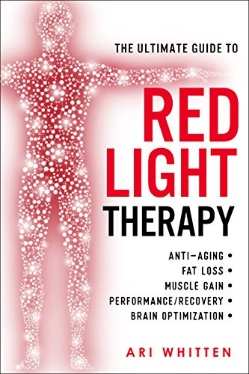 THE ULTIMATE GUIDE TO
RED
LIGHT
THERAPY
ANTI–AGING •
FAT LOSS •
MUSCLE GAIN •
PERFORMANCE/RECOVERY •
BRAIN OPTIMIZATION •
ARI WHITTEN